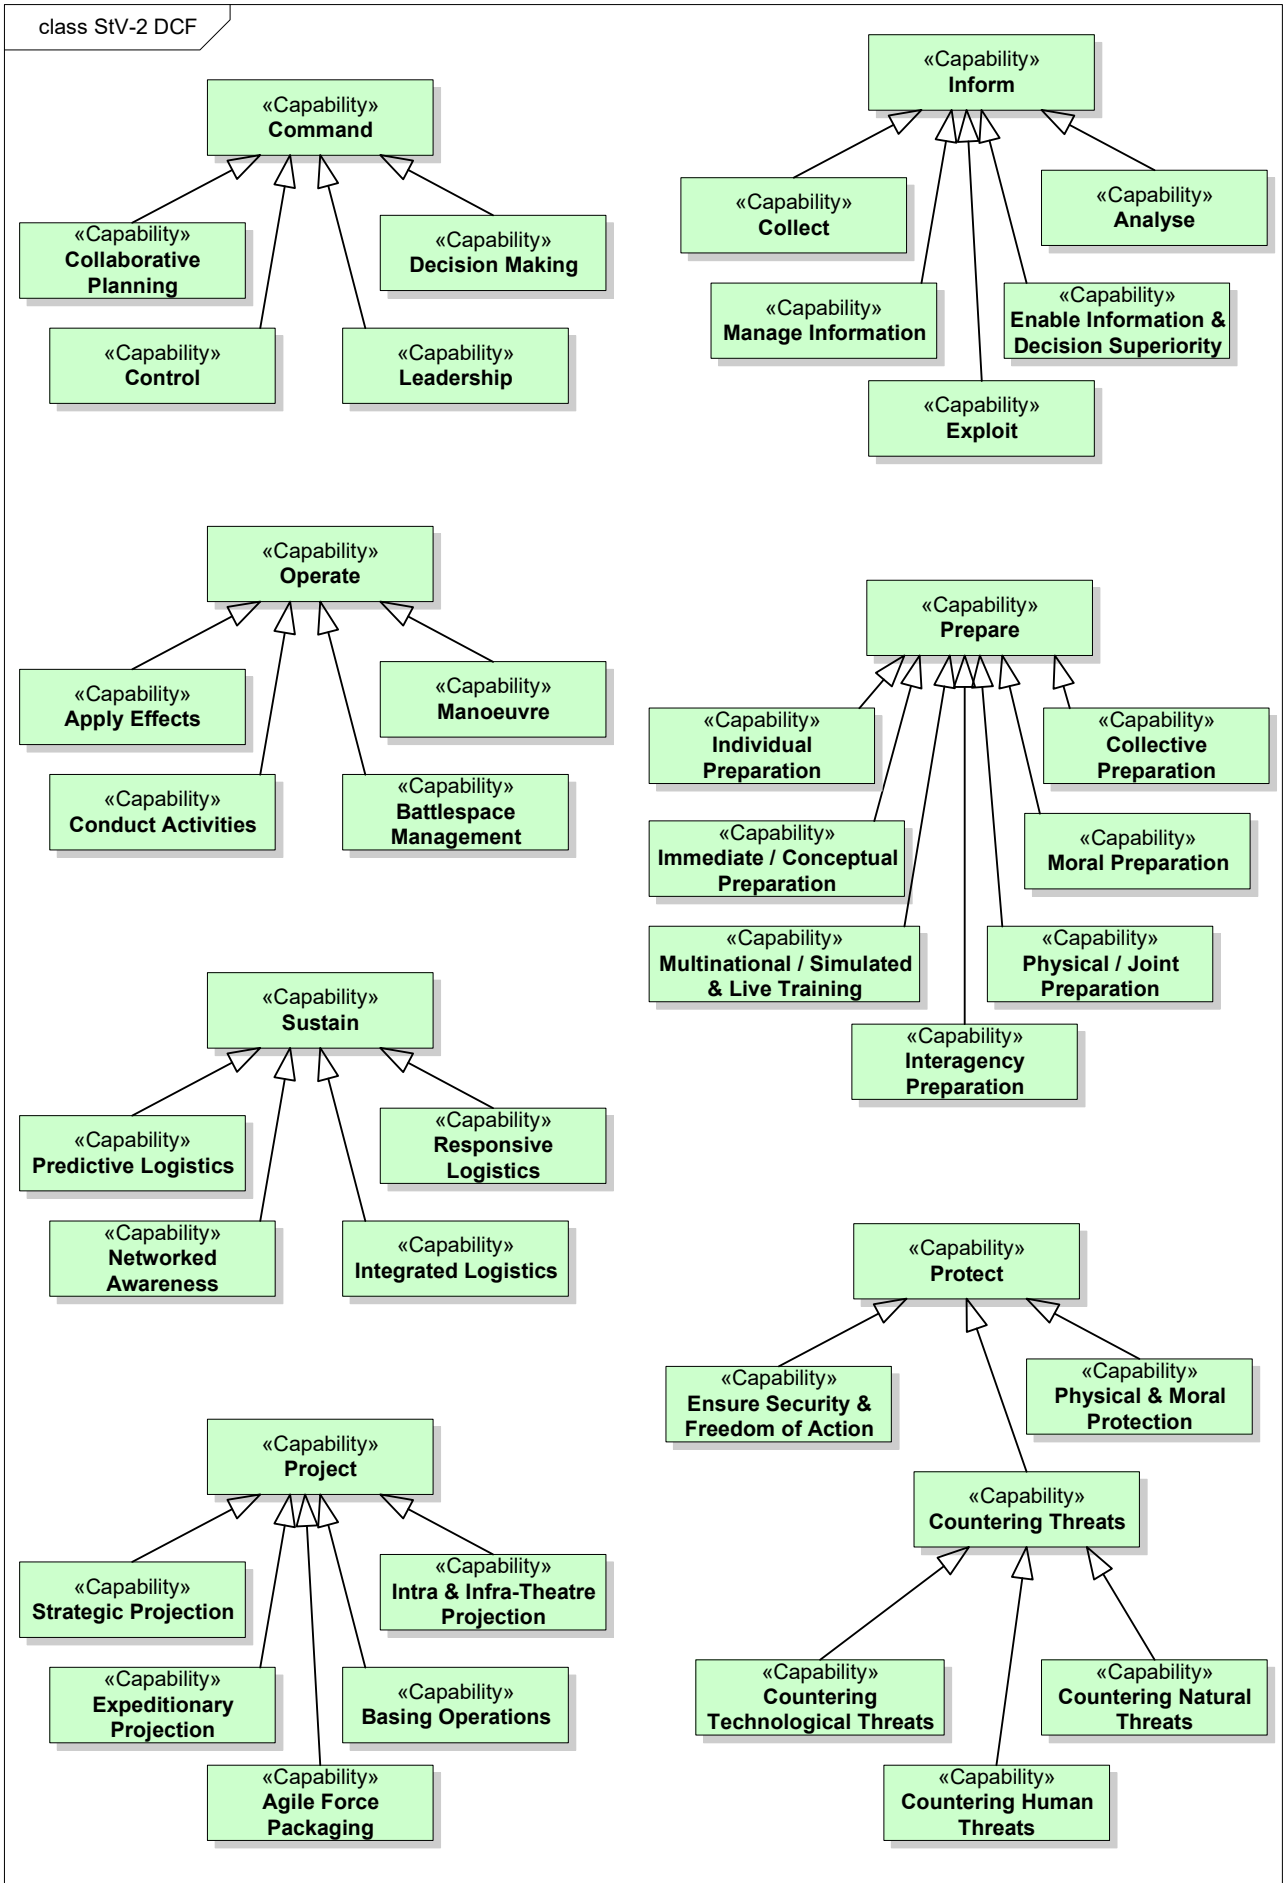 class StV-2 DCF
«Capability»
Command
«Capability»
Collaborative
Planning
«Capability»
Decision Making
«Capability»
Control
«Capability»
Leadership
«Capability»
Inform
«Capability»
Collect
«Capability»
Analyse
«Capability»
Manage Information
«Capability»
Enable Information &
Decision Superiority
«Capability»
Exploit
«Capability»
Operate
«Capability»
Apply Effects
«Capability»
Manoeuvre
«Capability»
Conduct Activities
«Capability»
Battlespace
Management
«Capability»
Prepare
«Capability»
Individual
Preparation
«Capability»
Collective
Preparation
«Capability»
Immediate / Conceptual
Preparation
«Capability»
Moral Preparation
«Capability»
Multinational / Simulated
& Live Training
«Capability»
Physical / Joint
Preparation
«Capability»
Interagency
Preparation
«Capability»
Sustain
«Capability»
Predictive Logistics
«Capability»
Responsive
Logistics
«Capability»
Networked
Awareness
«Capability»
Integrated Logistics
«Capability»
Protect
«Capability»
Ensure Security &
Freedom of Action
«Capability»
Physical & Moral
Protection
«Capability»
Countering Threats
«Capability»
Countering
Technological Threats
«Capability»
Countering Natural
Threats
«Capability»
Countering Human
Threats
«Capability»
Project
«Capability»
Strategic Projection
«Capability»
Intra & Infra-Theatre
Projection
«Capability»
Expeditionary
Projection
«Capability»
Basing Operations
«Capability»
Agile Force
Packaging